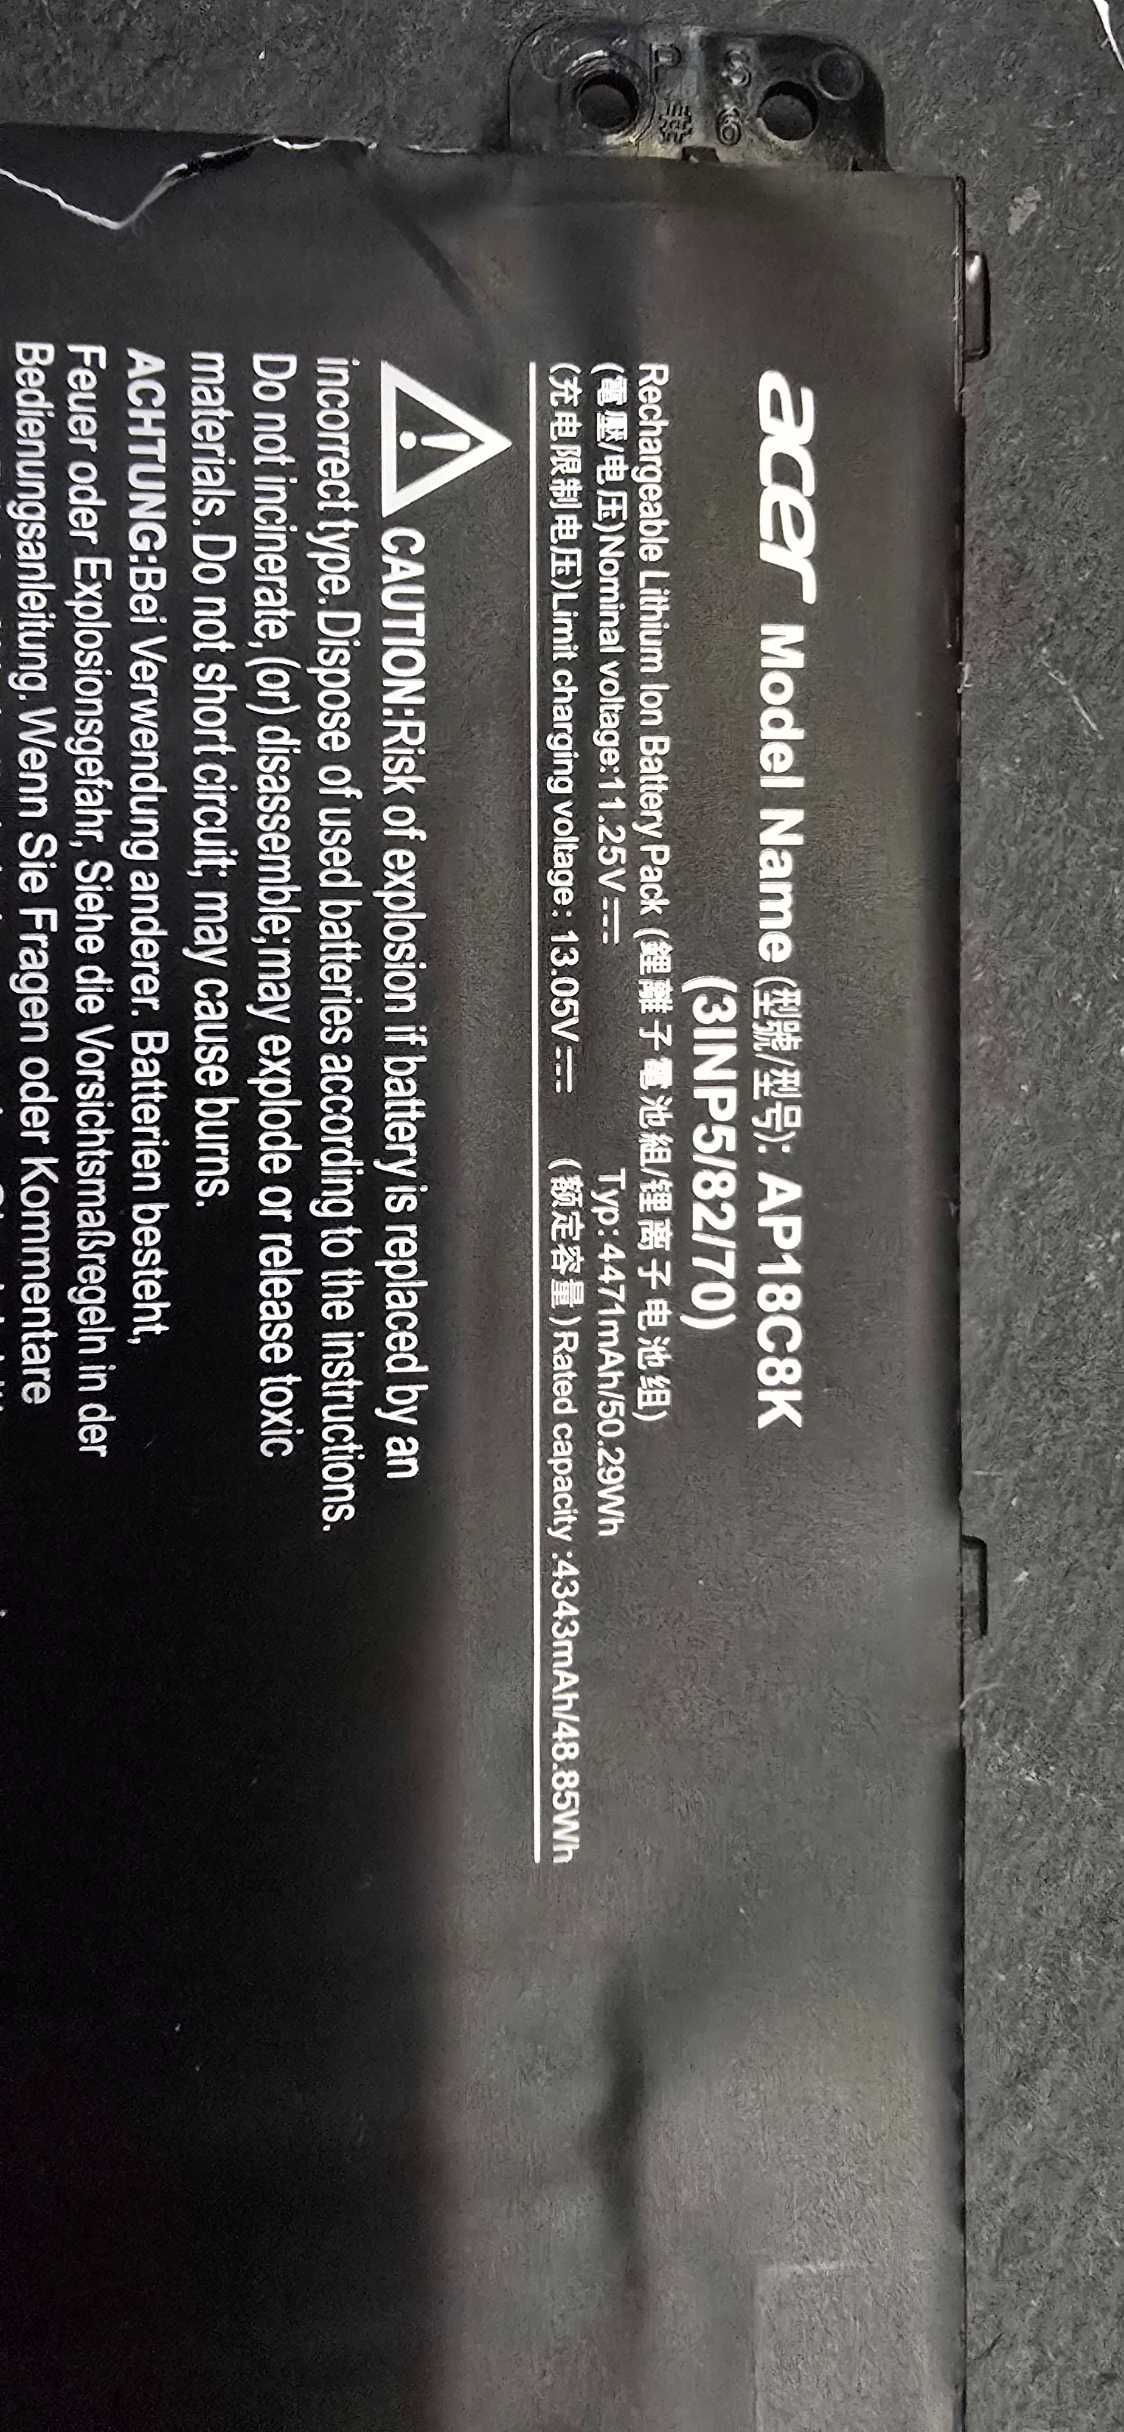 acer Model Name (型號/型号): AP18C8K
(3INP5/82/70)
Rechargeable Lithium Ion Battery Pack (鋰離子電池組/锂离子电池组)
(電壓/电压)Nominal voltage:11.25V⎓ Typ:4471mAh/50.29Wh
(充电限制电压)Limit charging voltage: 13.05V⎓ (额定容量)Rated capacity :4343mAh/48.85Wh
CAUTION:Risk of explosion if battery is replaced by an
incorrect type. Dispose of used batteries according to the instructions.
Do not incinerate, (or) disassemble;may explode or release toxic
materials. Do not short circuit; may cause burns.
ACHTUNG:Bei Verwendung anderer. Batterien besteht,
Feuer oder Explosionsgefahr, Siehe die Vorsichtsmaßregeln in der
Bedienungsanleitung. Wenn Sie Fragen oder Kommentare